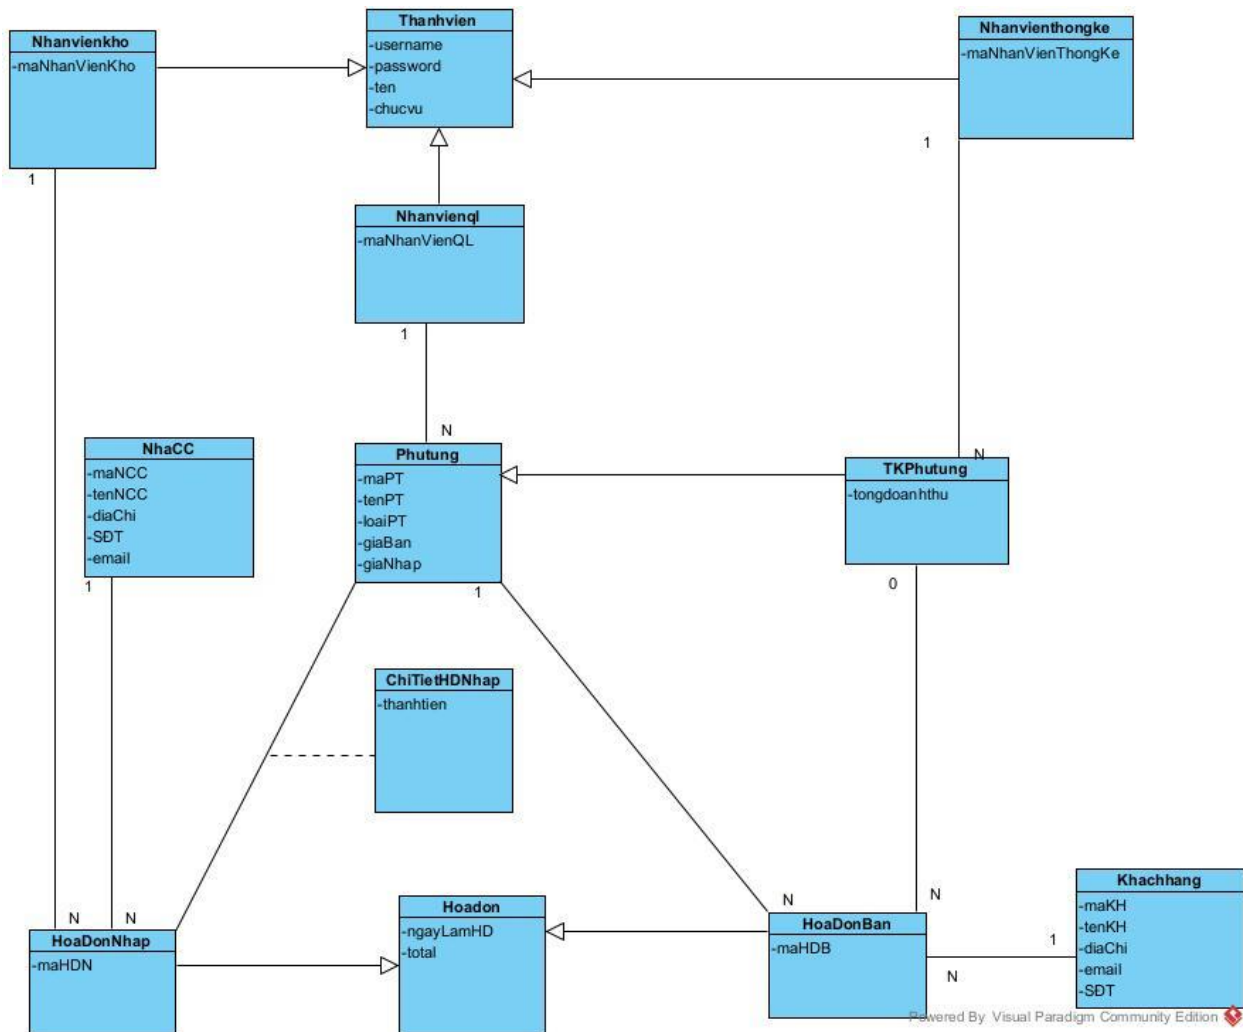 Thanhvien
-username
-password
-ten
-chucvu
Nhanvienkho
-maNhanVienKho
Nhanvienthongke
-maNhanVienThongKe
1
1
Nhanvienql
-maNhanVienQL
1
N
N
NhaCC
-maNCC
-tenNCC
-diaChi
-SĐT
-email
1
Phutung
-maPT
-tenPT
-loaiPT
-giaBan
-giaNhap
1
TKPhutung
-tongdoanhthu
0
ChiTietHDNhap
-thanhtien
N
N
HoaDonNhap
-maHDN
Hoadon
-ngayLamHD
-total
N
N
HoaDonBan
-maHDB
1
N
Khachhang
-maKH
-tenKH
-diaChi
-email
-SĐT
Powered By Visual Paradigm Community Edition